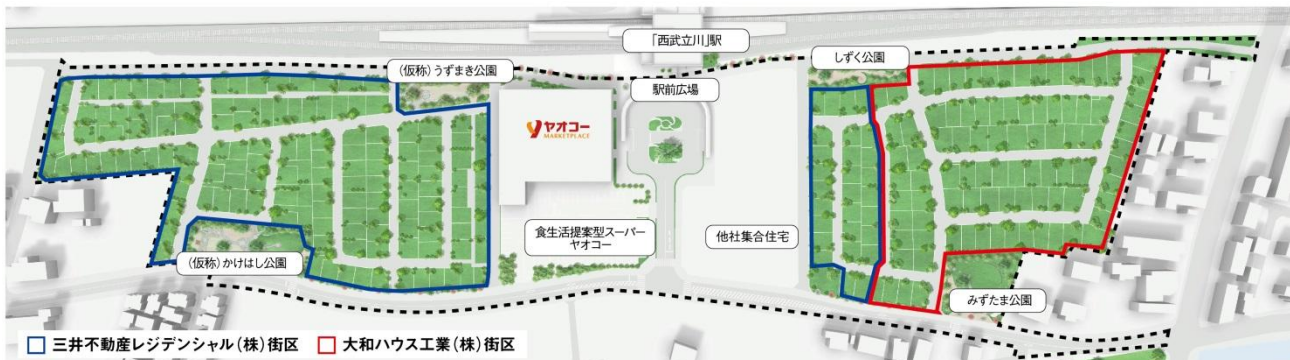 「西武立川」駅
(仮称)うずまき公園
しずく公園
駅前広場
ヤオコー
MARKETPLACE
食生活提案型スーパー
ヤオコー
他社集合住宅
(仮称)かけはし公園
みずたま公園
三井不動産レジデンシャル(株)街区
大和ハウス工業(株)街区